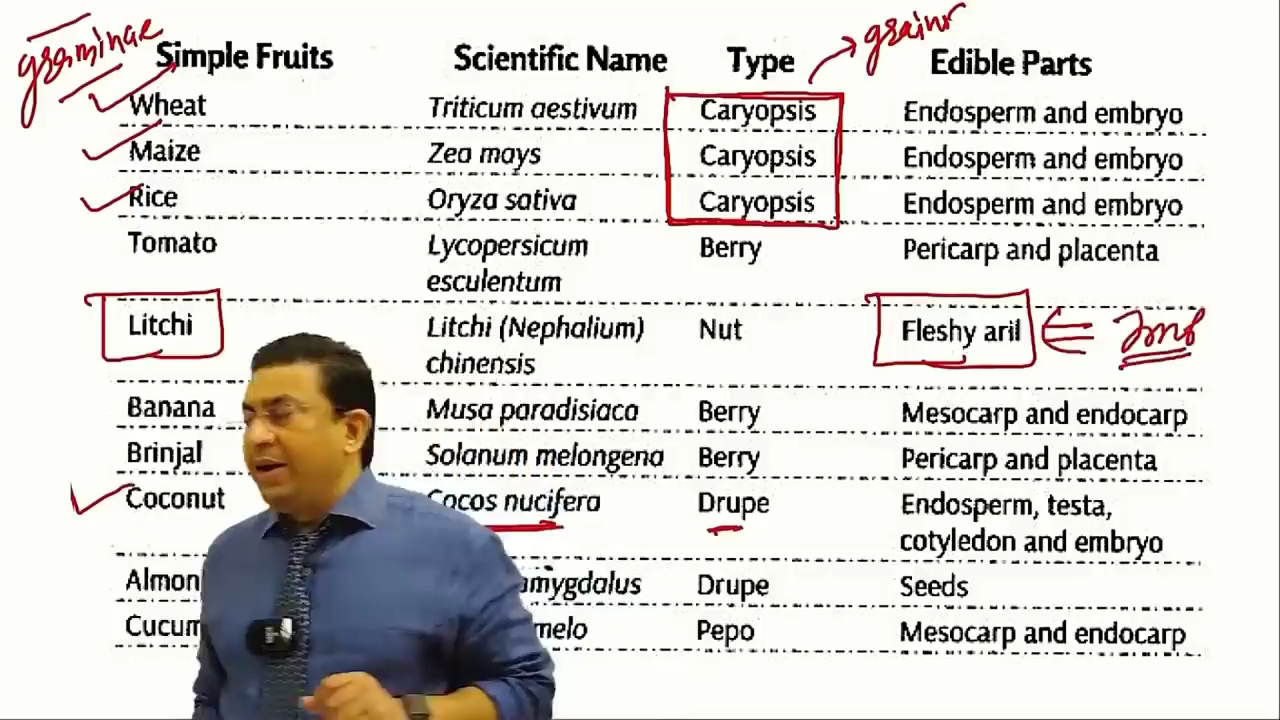 graminae
grains
Simple Fruits Scientific Name Type Edible Parts
Wheat Triticum aestivum Caryopsis Endosperm and embryo
Maize Zea mays Caryopsis Endosperm and embryo
Rice Oryza sativa Caryopsis Endosperm and embryo
Tomato Lycopersicum Berry Pericarp and placenta
esculentum
Litchi Litchi (Nephalium) Nut Fleshy aril Imp
chinensis
Banana Musa paradisiaca Berry Mesocarp and endocarp
Brinjal Solanum melongena Berry Pericarp and placenta
Coconut Cocos nucifera Drupe Endosperm, testa,
cotyledon and embryo
Almon amygdalus Drupe Seeds
Cucum melo Pepo Mesocarp and endocarp